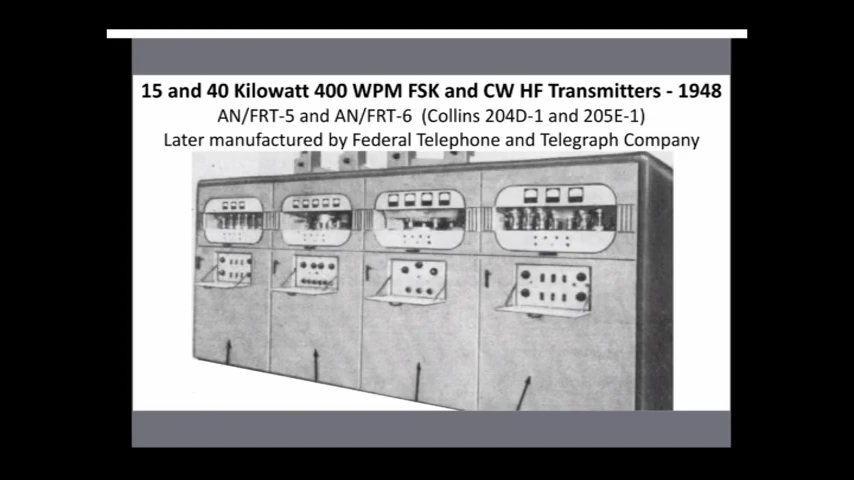 15 and 40 Kilowatt 400 WPM FSK and CW HF Transmitters - 1948
AN/FRT-5 and AN/FRT-6 (Collins 204D-1 and 205E-1)
Later manufactured by Federal Telephone and Telegraph Company